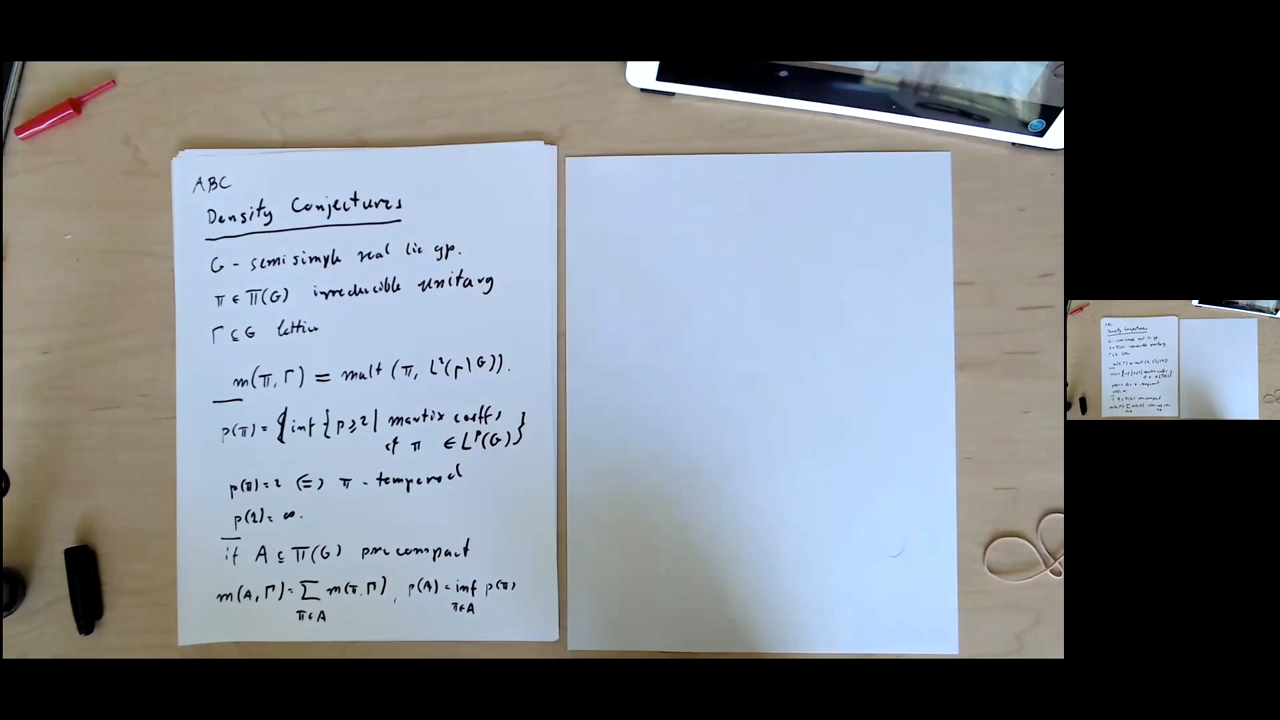 ABC
Density Conjectures
G - semisimple real lie gp.
π ∈ Π(G) irreducible unitary
Γ ⊆ G lattice
m(π, Γ) = mult (π, L²(Γ\G)).
p(π) = {inf {p ≥ 2 | matrix coeffs
of π ∈ Lᵖ(G)}
p(π) = 2 ⟺ π - tempered
p(1) = ∞.
if A ⊆ Π(G) precompact
m(A, Γ) = ∑ m(π, Γ), p(A) = inf p(π)
π∈A π∈A